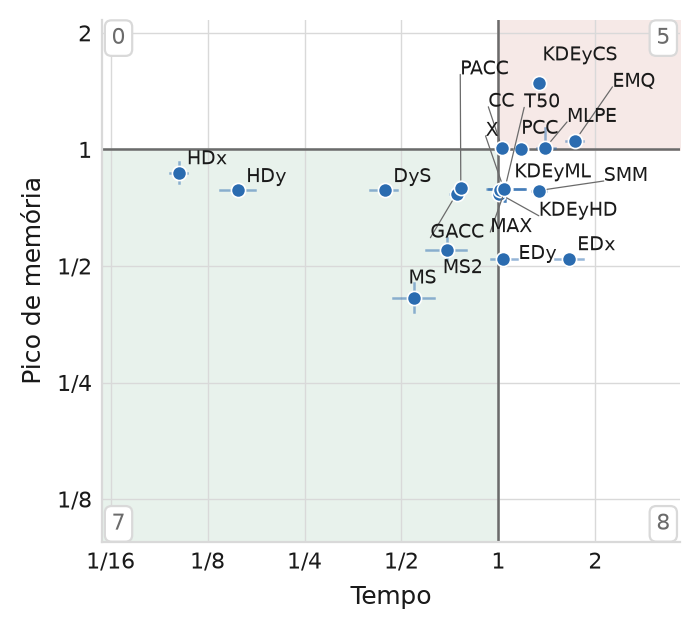 0
5
2
1
1/2
1/4
1/8
Pico de memória
KDEyCS
PACC
EMQ
CC
T50
MLPE
X
PCC
HDx
HDy
DyS
KDEyML
SMM
KDEyHD
GACC
MAX
MS2
EDy
EDx
MS
7
8
1/16
1/8
1/4
1/2
1
2
Tempo